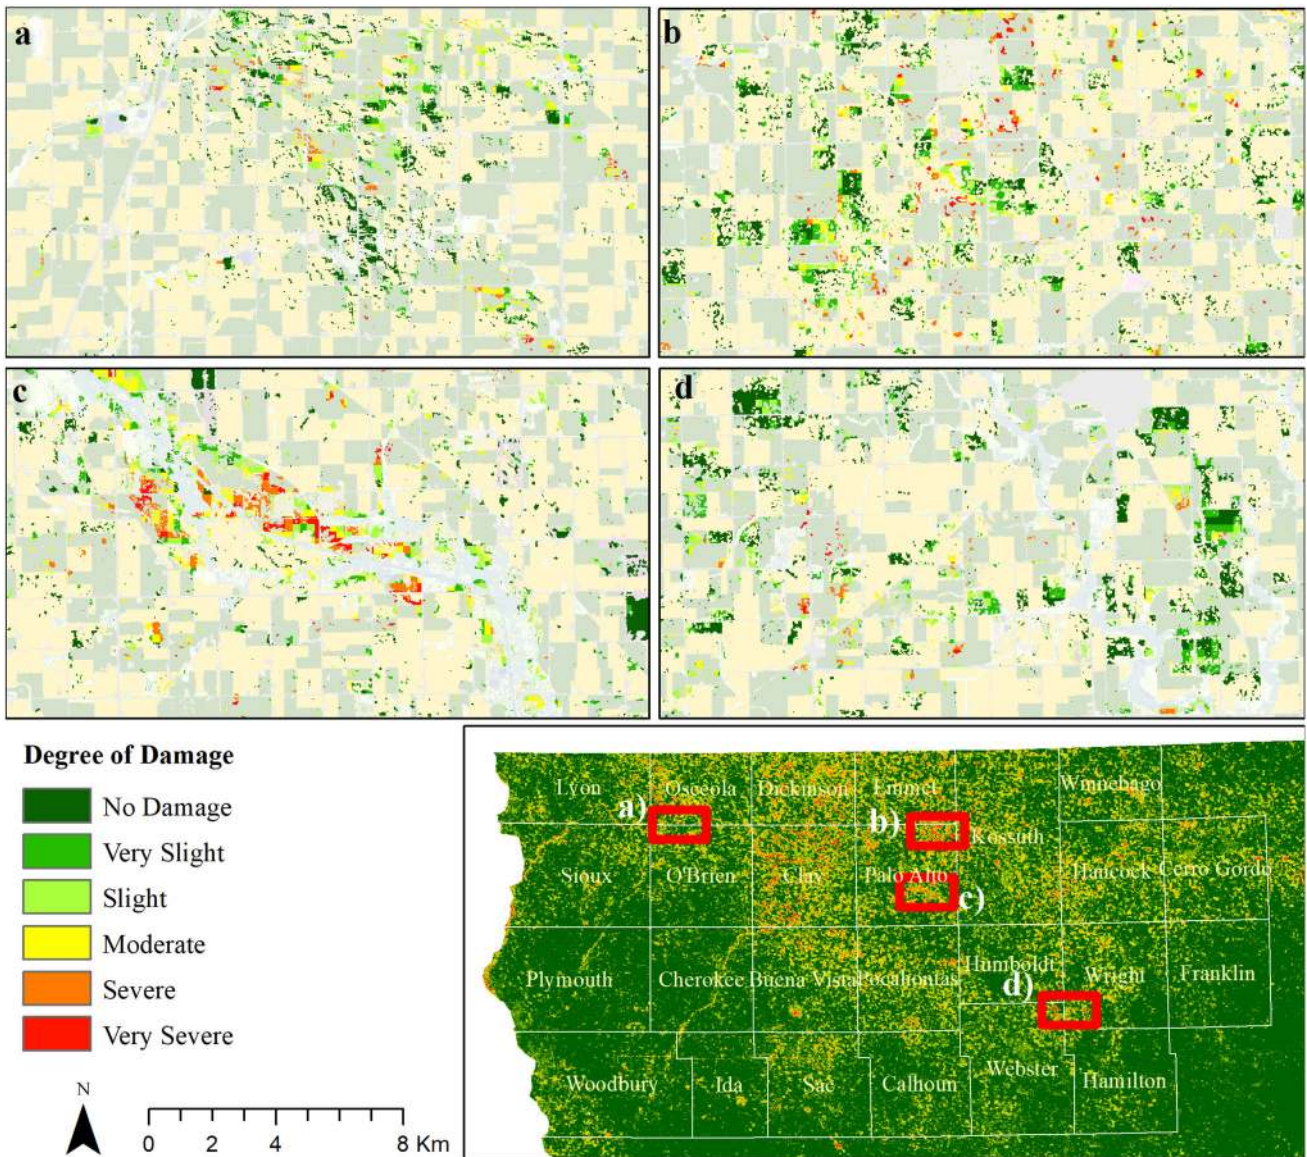 a
b
c
d
Degree of Damage
No Damage
Very Slight
Slight
Moderate
Severe
Very Severe
N
0 2 4 8 Km
Lyon Osceola Dickinson Emmet Winnebago
a) b) Kossuth
Sioux O'Brien Clay Palo Alto Hancock Cerro Gordo
c)
Plymouth Cherokee Buena Vista Pocahontas Humboldt Wright Franklin
d)
Woodbury Ida Sac Calhoun Webster Hamilton